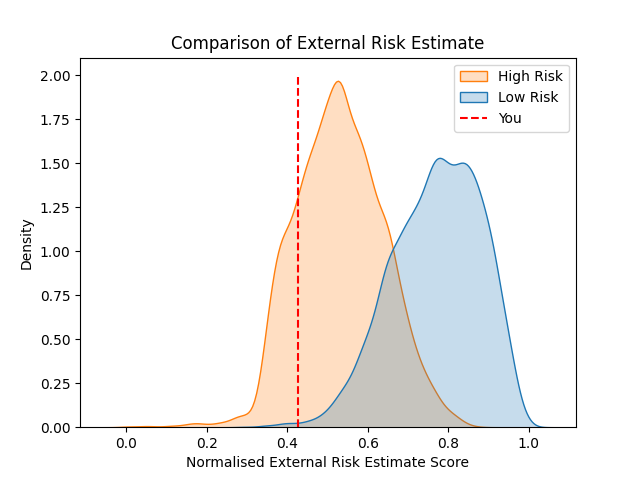 Comparison of External Risk Estimate
High Risk
Low Risk
You
2.00
1.75
1.50
1.25
1.00
0.75
0.50
0.25
0.00
Density
0.0 0.2 0.4 0.6 0.8 1.0
Normalised External Risk Estimate Score